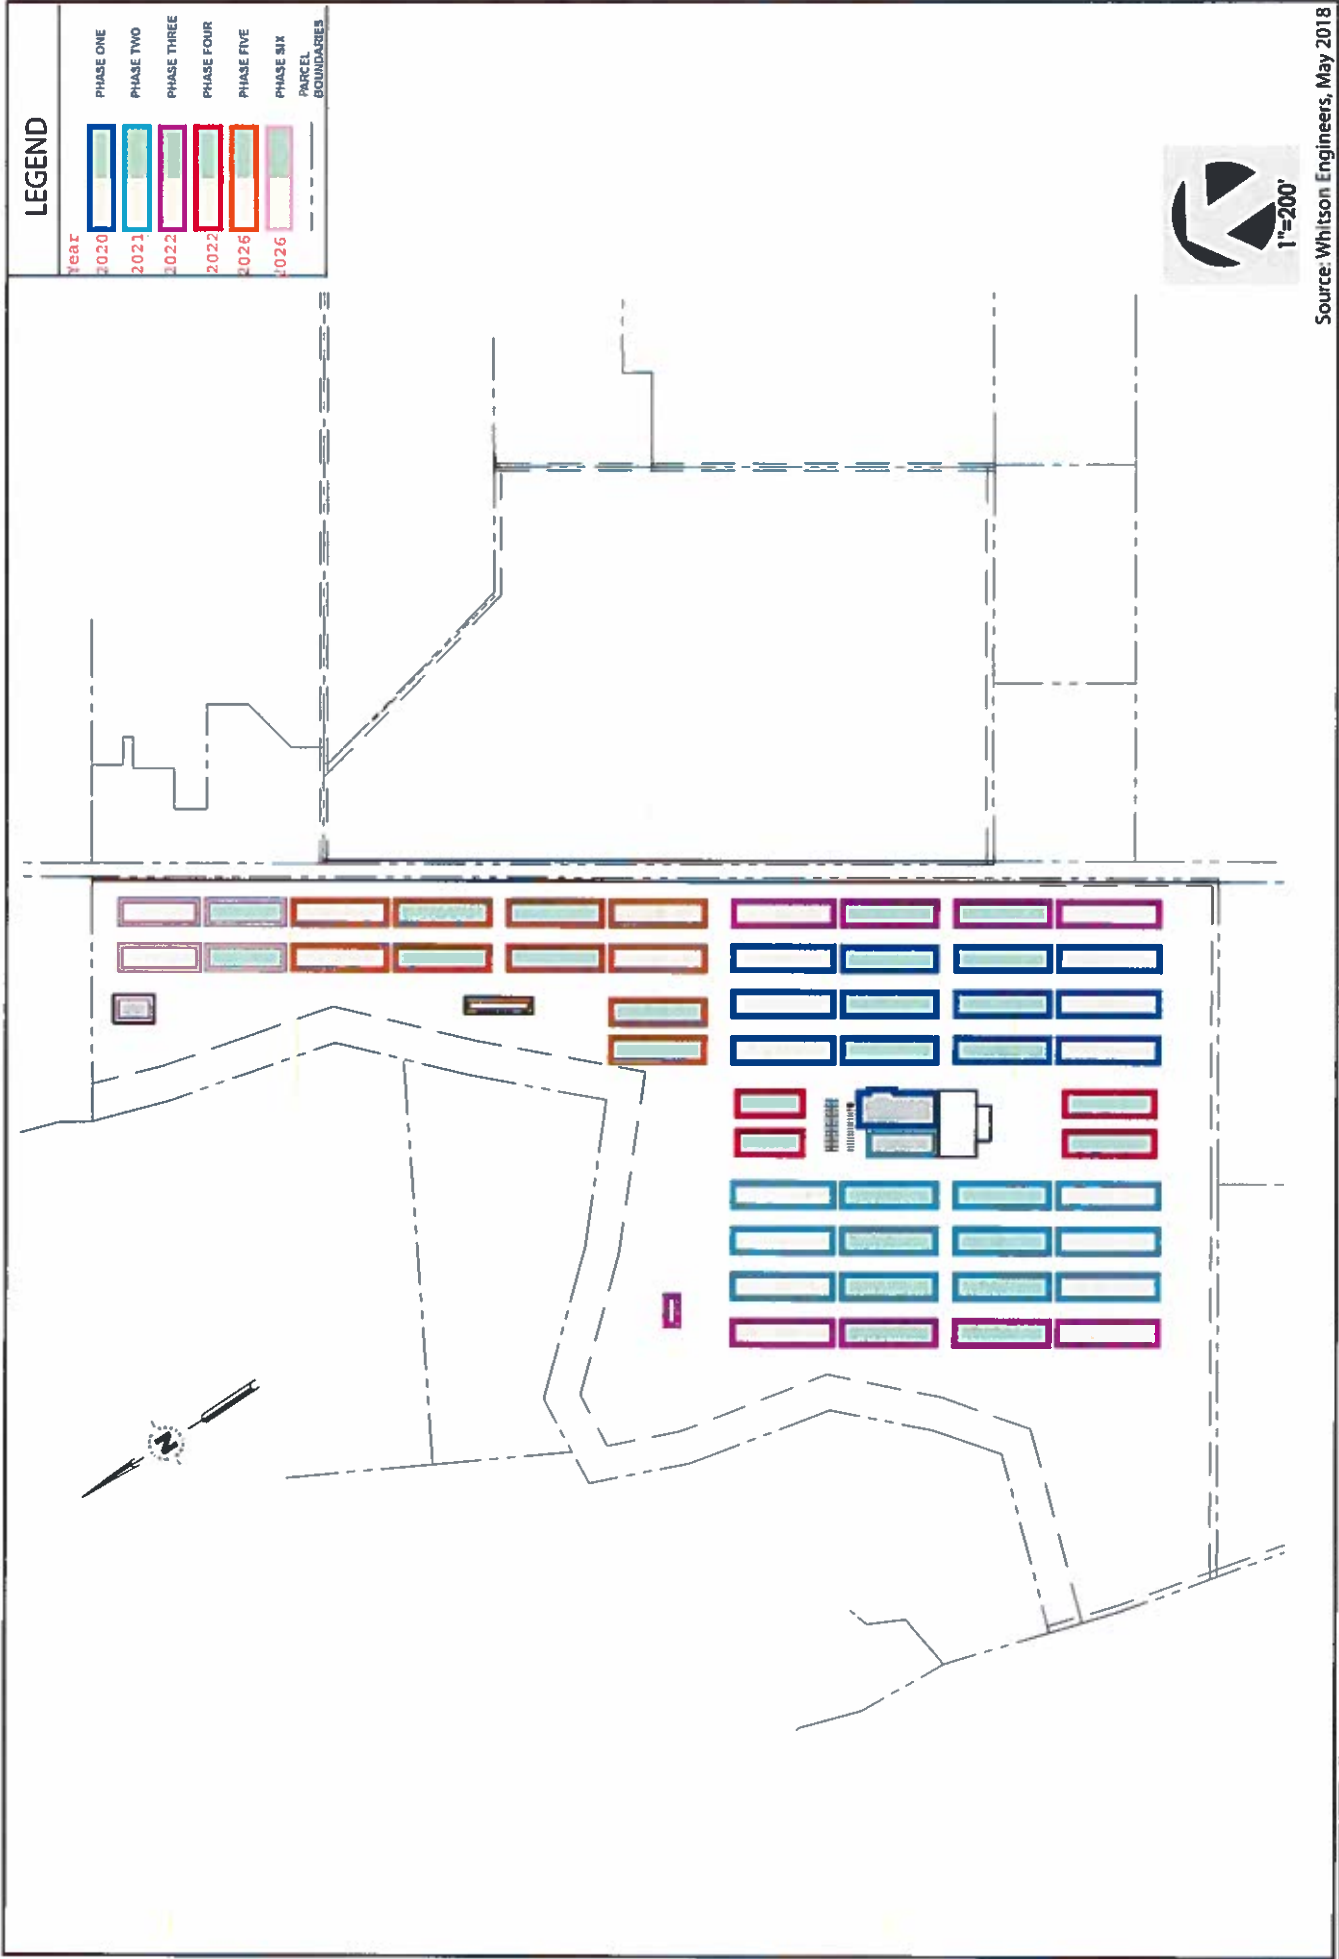 LEGEND
Year
2020 PHASE ONE
2021 PHASE TWO
2022 PHASE THREE
2022 PHASE FOUR
2026 PHASE FIVE
2026 PHASE SIX
PARCEL
BOUNDARIES
N
1"=200'
Source: Whitson Engineers, May 2018